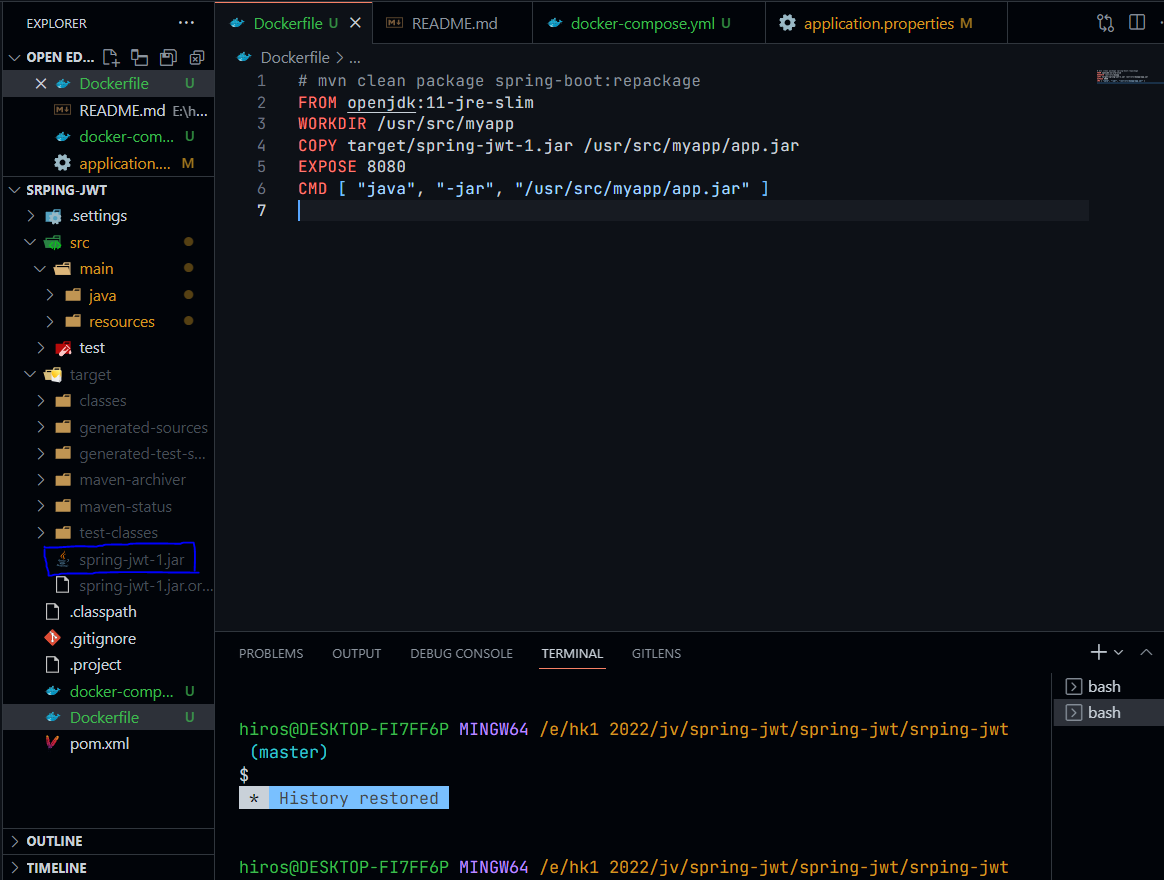 EXPLORER ···
OPEN ED...
Dockerfile U
README.md E:\h...
docker-com... U
application.... M
SRPING-JWT
.settings
src
main
java
resources
test
target
classes
generated-sources
generated-test-s...
maven-archiver
maven-status
test-classes
spring-jwt-1.jar
spring-jwt-1.jar.or...
.classpath
.gitignore
.project
docker-comp... U
Dockerfile U
pom.xml
OUTLINE
TIMELINE
Dockerfile U README.md docker-compose.yml U application.properties M
Dockerfile > ...
1 # mvn clean package spring-boot:repackage
2 FROM openjdk:11-jre-slim
3 WORKDIR /usr/src/myapp
4 COPY target/spring-jwt-1.jar /usr/src/myapp/app.jar
5 EXPOSE 8080
6 CMD [ "java", "-jar", "/usr/src/myapp/app.jar" ]
7
PROBLEMS OUTPUT DEBUG CONSOLE TERMINAL GITLENS
hiros@DESKTOP-FI7FF6P MINGW64 /e/hk1 2022/jv/spring-jwt/spring-jwt/srping-jwt
(master)
$
* History restored
hiros@DESKTOP-FI7FF6P MINGW64 /e/hk1 2022/jv/spring-jwt/spring-jwt/srping-jwt
bash
bash